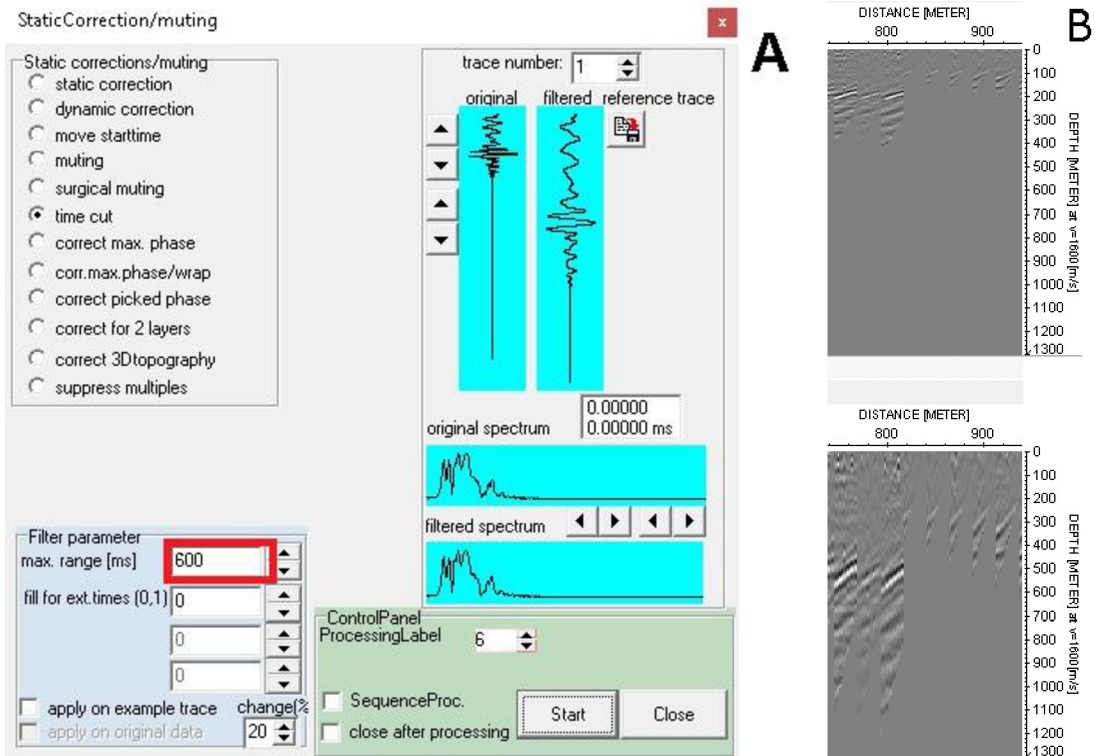 StaticCorrection/muting
x
Static corrections/muting
static correction
dynamic correction
move starttime
muting
surgical muting
time cut
correct max. phase
corr.max.phase/wrap
correct picked phase
correct for 2 layers
correct 3Dtopography
suppress multiples
trace number: 1
original filtered reference trace
0.00000
0.00000 ms
original spectrum
filtered spectrum
Filter parameter
max. range [ms] 600
fill for ext.times (0,1) 0
0
0
apply on example trace change(%
apply on original data 20
ControlPanel
ProcessingLabel 6
SequenceProc.
close after processing
Start Close
A
B
DISTANCE [METER]
800 900
0
100
200
300
400
500
600
700
800
900
1000
1100
1200
1300
DEPTH [METER] at v=1600[m/s]
DISTANCE [METER]
800 900
0
100
200
300
400
500
600
700
800
900
1000
1100
1200
1300
DEPTH [METER] at v=1600[m/s]